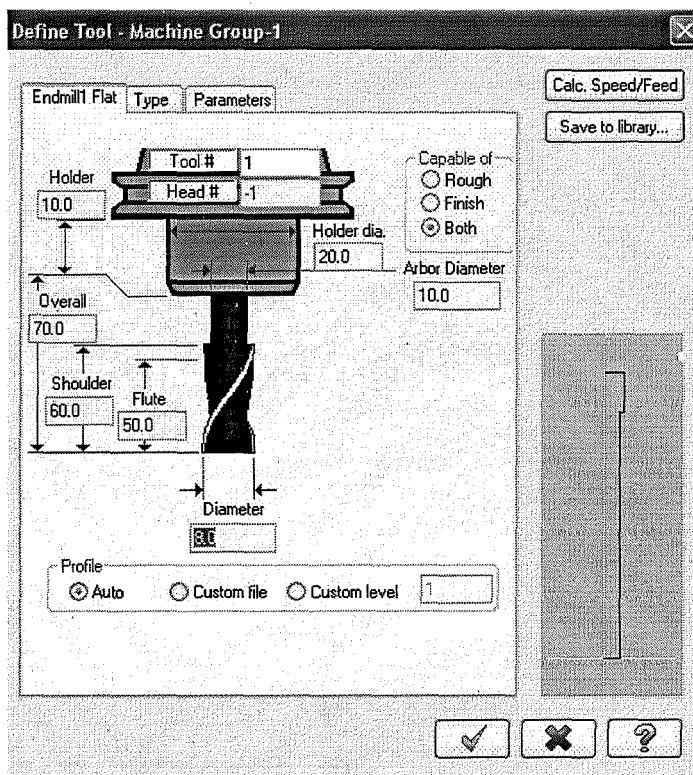 Define Tool - Machine Group-1
Endmill1 Flat Type Parameters
Calc. Speed/Feed
Save to library...
Tool # 1
Head # -1
Holder
10.0
Capable of
Rough
Finish
Both
Holder dia.
20.0
Arbor Diameter
10.0
Overall
70.0
Shoulder
60.0
Flute
50.0
Diameter
8.0
Profile
Auto Custom file Custom level 1